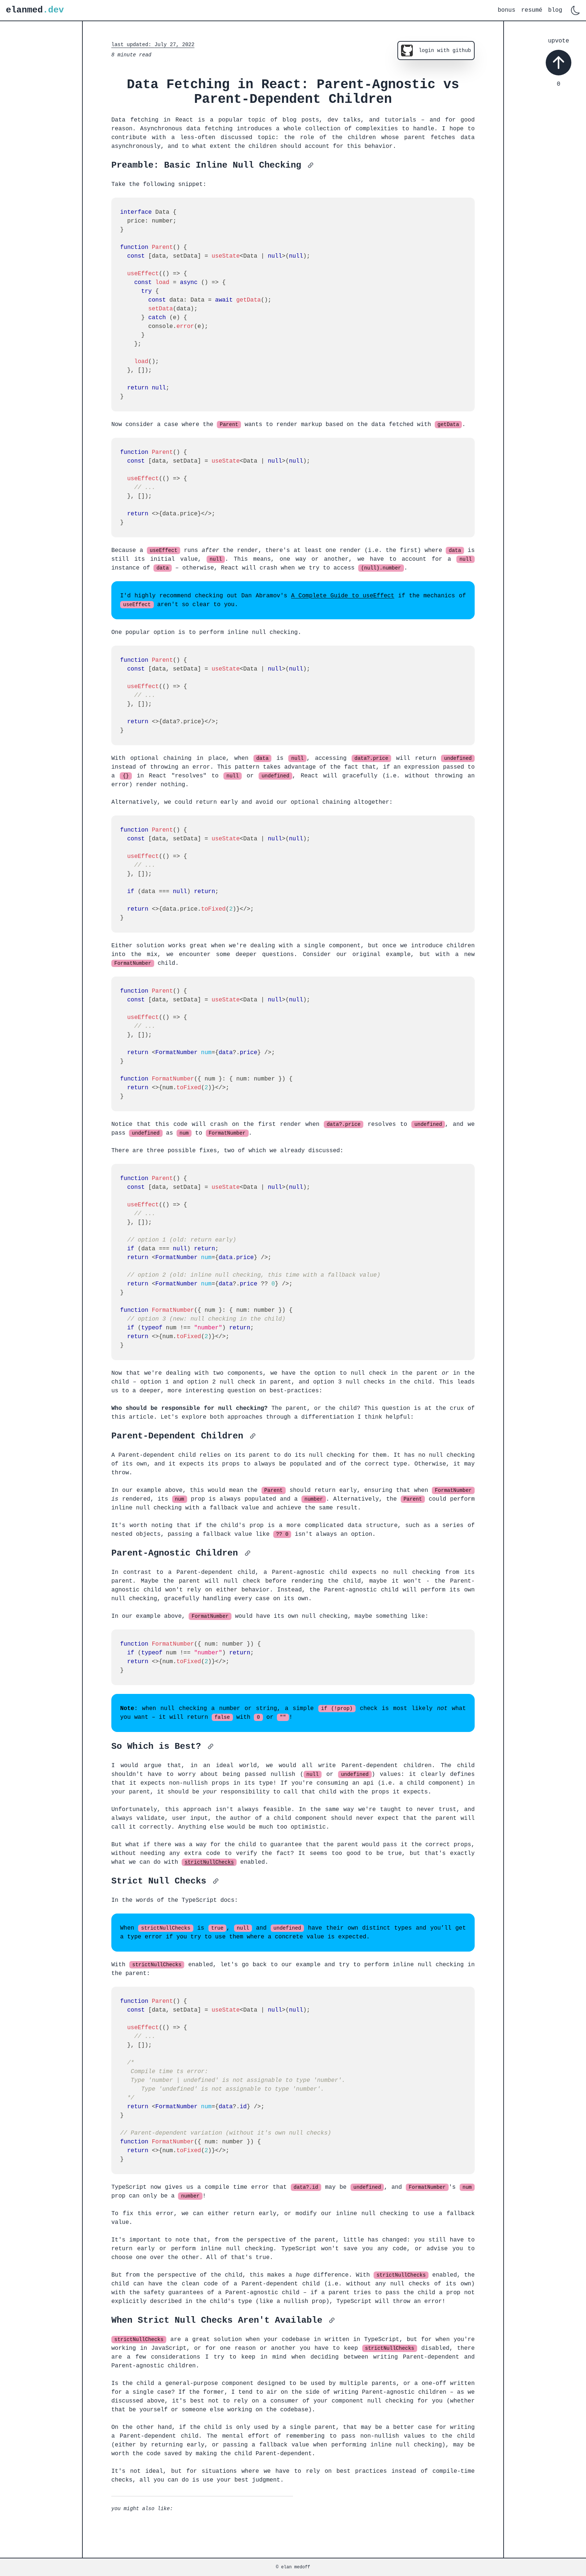 elanmed.dev
bonus resumé blog
last updated: July 27, 2022
8 minute read
login with github
upvote
0
Data Fetching in React: Parent-Agnostic vs
Parent-Dependent Children
Data fetching in React is a popular topic of blog posts, dev talks, and tutorials – and for good
reason. Asynchronous data fetching introduces a whole collection of complexities to handle. I hope to
contribute with a less-often discussed topic: the role of the children whose parent fetches data
asynchronously, and to what extent the children should account for this behavior.
Preamble: Basic Inline Null Checking
Take the following snippet:
interface Data {
  price: number;
}
function Parent() {
  const [data, setData] = useState<Data | null>(null);
  useEffect(() => {
    const load = async () => {
      try {
        const data: Data = await getData();
        setData(data);
      } catch (e) {
        console.error(e);
      }
    };
    load();
  }, []);
  return null;
}
Now consider a case where the Parent wants to render markup based on the data fetched with getData.
function Parent() {
  const [data, setData] = useState<Data | null>(null);
  useEffect(() => {
    // ...
  }, []);
  return <>{data.price}</>;
}
Because a useEffect runs after the render, there's at least one render (i.e. the first) where data is
still its initial value, null. This means, one way or another, we have to account for a null
instance of data – otherwise, React will crash when we try to access (null).number.
I'd highly recommend checking out Dan Abramov's A Complete Guide to useEffect if the mechanics of
useEffect aren't so clear to you.
One popular option is to perform inline null checking.
function Parent() {
  const [data, setData] = useState<Data | null>(null);
  useEffect(() => {
    // ...
  }, []);
  return <>{data?.price}</>;
}
With optional chaining in place, when data is null, accessing data?.price will return undefined
instead of throwing an error. This pattern takes advantage of the fact that, if an expression passed to
a {} in React "resolves" to null or undefined, React will gracefully (i.e. without throwing an
error) render nothing.
Alternatively, we could return early and avoid our optional chaining altogether:
function Parent() {
  const [data, setData] = useState<Data | null>(null);
  useEffect(() => {
    // ...
  }, []);
  if (data === null) return;
  return <>{data.price.toFixed(2)}</>;
}
Either solution works great when we're dealing with a single component, but once we introduce children
into the mix, we encounter some deeper questions. Consider our original example, but with a new
FormatNumber child.
function Parent() {
  const [data, setData] = useState<Data | null>(null);
  useEffect(() => {
    // ...
  }, []);
  return <FormatNumber num={data?.price} />;
}
function FormatNumber({ num }: { num: number }) {
  return <>{num.toFixed(2)}</>;
}
Notice that this code will crash on the first render when data?.price resolves to undefined, and we
pass undefined as num to FormatNumber.
There are three possible fixes, two of which we already discussed:
function Parent() {
  const [data, setData] = useState<Data | null>(null);
  useEffect(() => {
    // ...
  }, []);
  // option 1 (old: return early)
  if (data === null) return;
  return <FormatNumber num={data.price} />;
  // option 2 (old: inline null checking, this time with a fallback value)
  return <FormatNumber num={data?.price ?? 0} />;
}
function FormatNumber({ num }: { num: number }) {
  // option 3 (new: null checking in the child)
  if (typeof num !== "number") return;
  return <>{num.toFixed(2)}</>;
}
Now that we're dealing with two components, we have the option to null check in the parent or in the
child – option 1 and option 2 null check in parent, and option 3 null checks in the child. This leads
us to a deeper, more interesting question on best-practices:
Who should be responsible for null checking? The parent, or the child? This question is at the crux of
this article. Let's explore both approaches through a differentiation I think helpful:
Parent-Dependent Children
A Parent-dependent child relies on its parent to do its null checking for them. It has no null checking
of its own, and it expects its props to always be populated and of the correct type. Otherwise, it may
throw.
In our example above, this would mean the Parent should return early, ensuring that when FormatNumber
is rendered, its num prop is always populated and a number. Alternatively, the Parent could perform
inline null checking with a fallback value and achieve the same result.
It's worth noting that if the child's prop is a more complicated data structure, such as a series of
nested objects, passing a fallback value like ?? 0 isn't always an option.
Parent-Agnostic Children
In contrast to a Parent-dependent child, a Parent-agnostic child expects no null checking from its
parent. Maybe the parent will null check before rendering the child, maybe it won't – the Parent-
agnostic child won't rely on either behavior. Instead, the Parent-agnostic child will perform its own
null checking, gracefully handling every case on its own.
In our example above, FormatNumber would have its own null checking, maybe something like:
function FormatNumber({ num: number }) {
  if (typeof num !== "number") return;
  return <>{num.toFixed(2)}</>;
}
Note: when null checking a number or string, a simple if (!prop) check is most likely not what
you want – it will return false with 0 or ""!
So Which is Best?
I would argue that, in an ideal world, we would all write Parent-dependent children. The child
shouldn't have to worry about being passed nullish (null or undefined) values: it clearly defines
that it expects non-nullish props in its type! If you're consuming an api (i.e. a child component) in
your parent, it should be your responsibility to call that child with the props it expects.
Unfortunately, this approach isn't always feasible. In the same way we're taught to never trust, and
always validate, user input, the author of a child component should never expect that the parent will
call it correctly. Anything else would be much too optimistic.
But what if there was a way for the child to guarantee that the parent would pass it the correct props,
without needing any extra code to verify the fact? It seems too good to be true, but that's exactly
what we can do with strictNullChecks enabled.
Strict Null Checks
In the words of the TypeScript docs:
When strictNullChecks is true, null and undefined have their own distinct types and you'll get
a type error if you try to use them where a concrete value is expected.
With strictNullChecks enabled, let's go back to our example and try to perform inline null checking in
the parent:
function Parent() {
  const [data, setData] = useState<Data | null>(null);
  useEffect(() => {
    // ...
  }, []);
  /*
   Compile time ts error:
   Type 'number | undefined' is not assignable to type 'number'.
      Type 'undefined' is not assignable to type 'number'.
  */
  return <FormatNumber num={data?.id} />;
}
// Parent-dependent variation (without it's own null checks)
function FormatNumber({ num: number }) {
  return <>{num.toFixed(2)}</>;
}
TypeScript now gives us a compile time error that data?.id may be undefined, and FormatNumber's num
prop can only be a number!
To fix this error, we can either return early, or modify our inline null checking to use a fallback
value.
It's important to note that, from the perspective of the parent, little has changed: you still have to
return early or perform inline null checking. TypeScript won't save you any code, or advise you to
choose one over the other. All of that's true.
But from the perspective of the child, this makes a huge difference. With strictNullChecks enabled, the
child can have the clean code of a Parent-dependent child (i.e. without any null checks of its own)
with the safety guarantees of a Parent-agnostic child – if a parent tries to pass the child a prop not
explicitly described in the child's type (like a nullish prop), TypeScript will throw an error!
When Strict Null Checks Aren't Available
strictNullChecks are a great solution when your codebase in written in TypeScript, but for when you're
working in JavaScript, or for one reason or another you have to keep strictNullChecks disabled, there
are a few considerations I try to keep in mind when deciding between writing Parent-dependent and
Parent-agnostic children.
Is the child a general-purpose component designed to be used by multiple parents, or a one-off written
for a single case? If the former, I tend to air on the side of writing Parent-agnostic children – as we
discussed above, it's best not to rely on a consumer of your component null checking for you (whether
that be yourself or someone else working on the codebase).
On the other hand, if the child is only used by a single parent, that may be a better case for writing
a Parent-dependent child. The mental effort of remembering to pass non-nullish values to the child
(either by returning early, or passing a fallback value when performing inline null checking), may be
worth the code saved by making the child Parent-dependent.
It's not ideal, but for situations where we have to rely on best practices instead of compile-time
checks, all you can do is use your best judgment.
you might also like:
© elan medoff